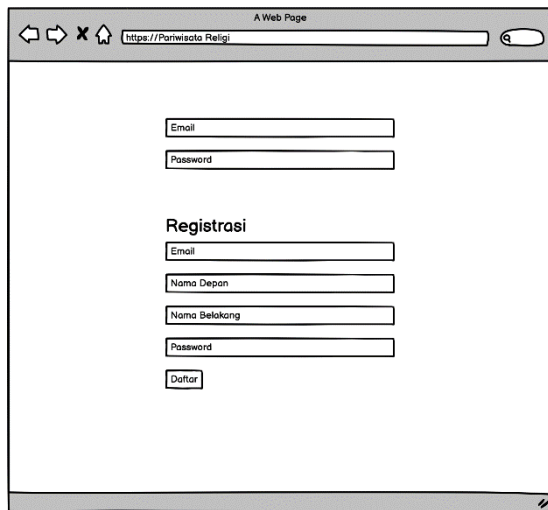 A Web Page
https://Pariwisata Religi
Email
Password
Registrasi
Email
Nama Depan
Nama Belakang
Password
Daftar